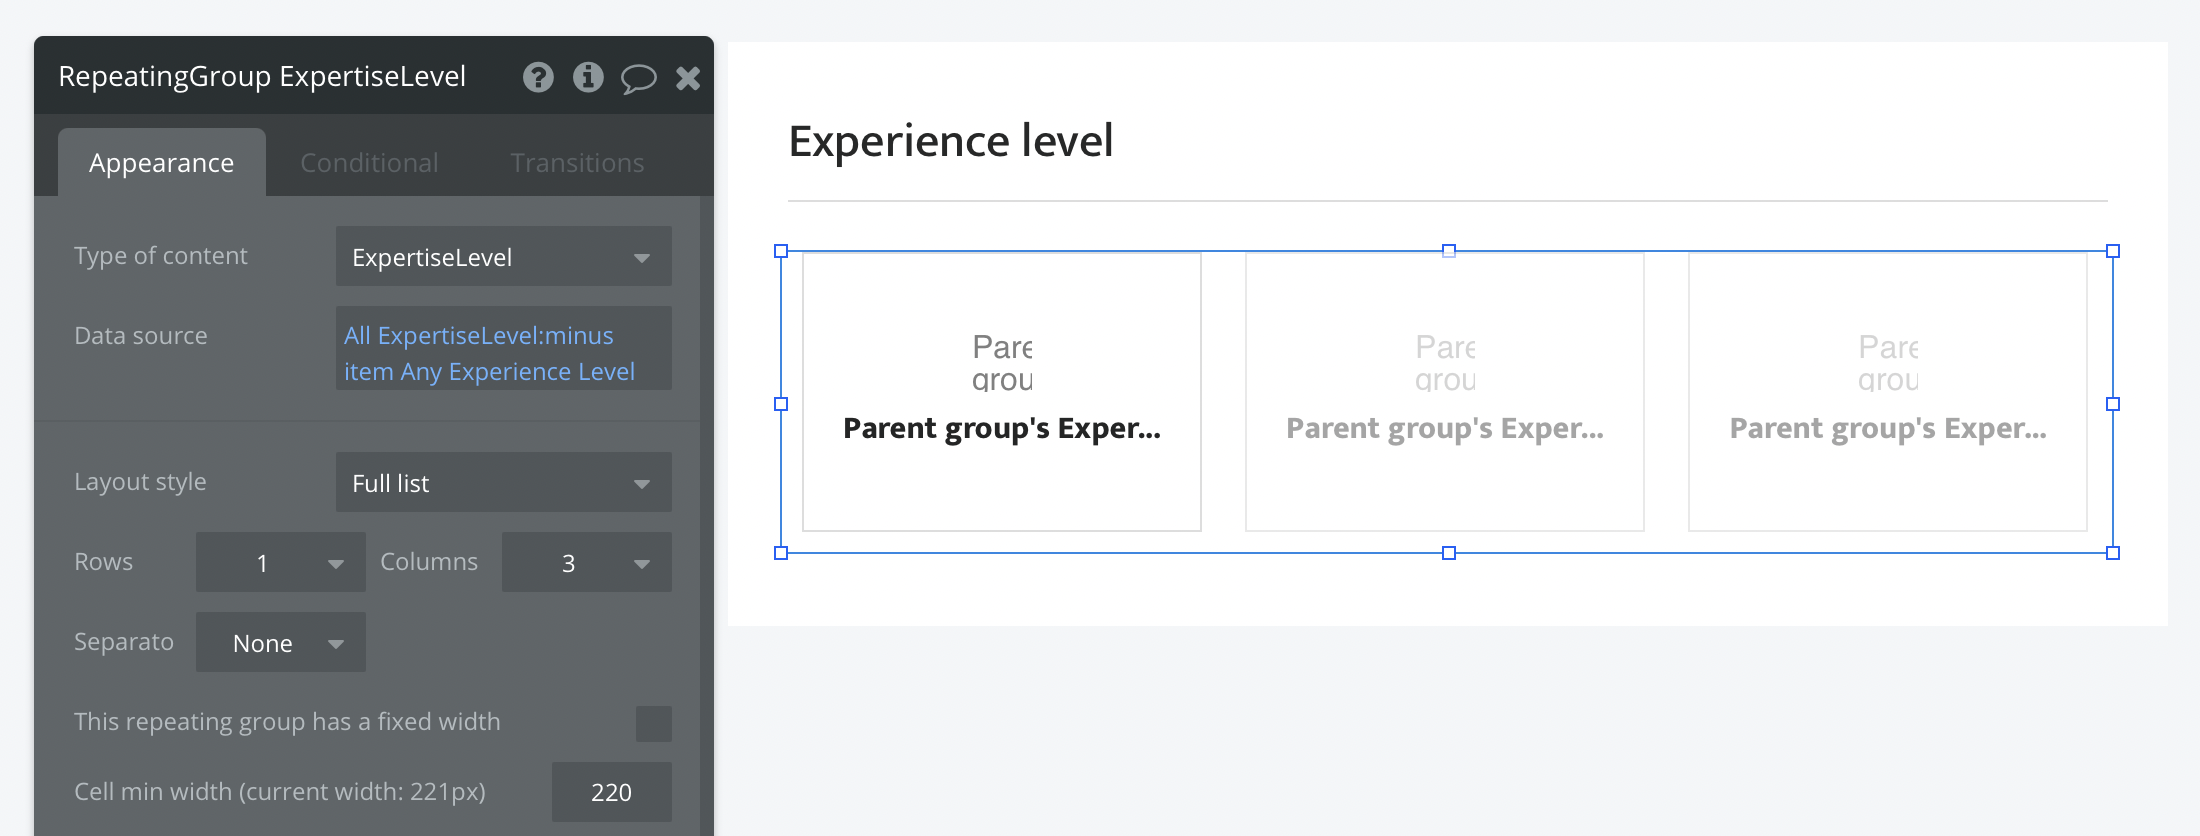 RepeatingGroup ExpertiseLevel
Appearance
Conditional
Transitions
Type of content
ExpertiseLevel
Data source
All ExpertiseLevel:minus
item Any Experience Level
Layout style
Full list
Rows
1
Columns
3
Separato
None
This repeating group has a fixed width
Cell min width (current width: 221px)
220
Experience level
Pare
grou
Parent group's Exper...
Pare
grou
Parent group's Exper...
Pare
grou
Parent group's Exper...